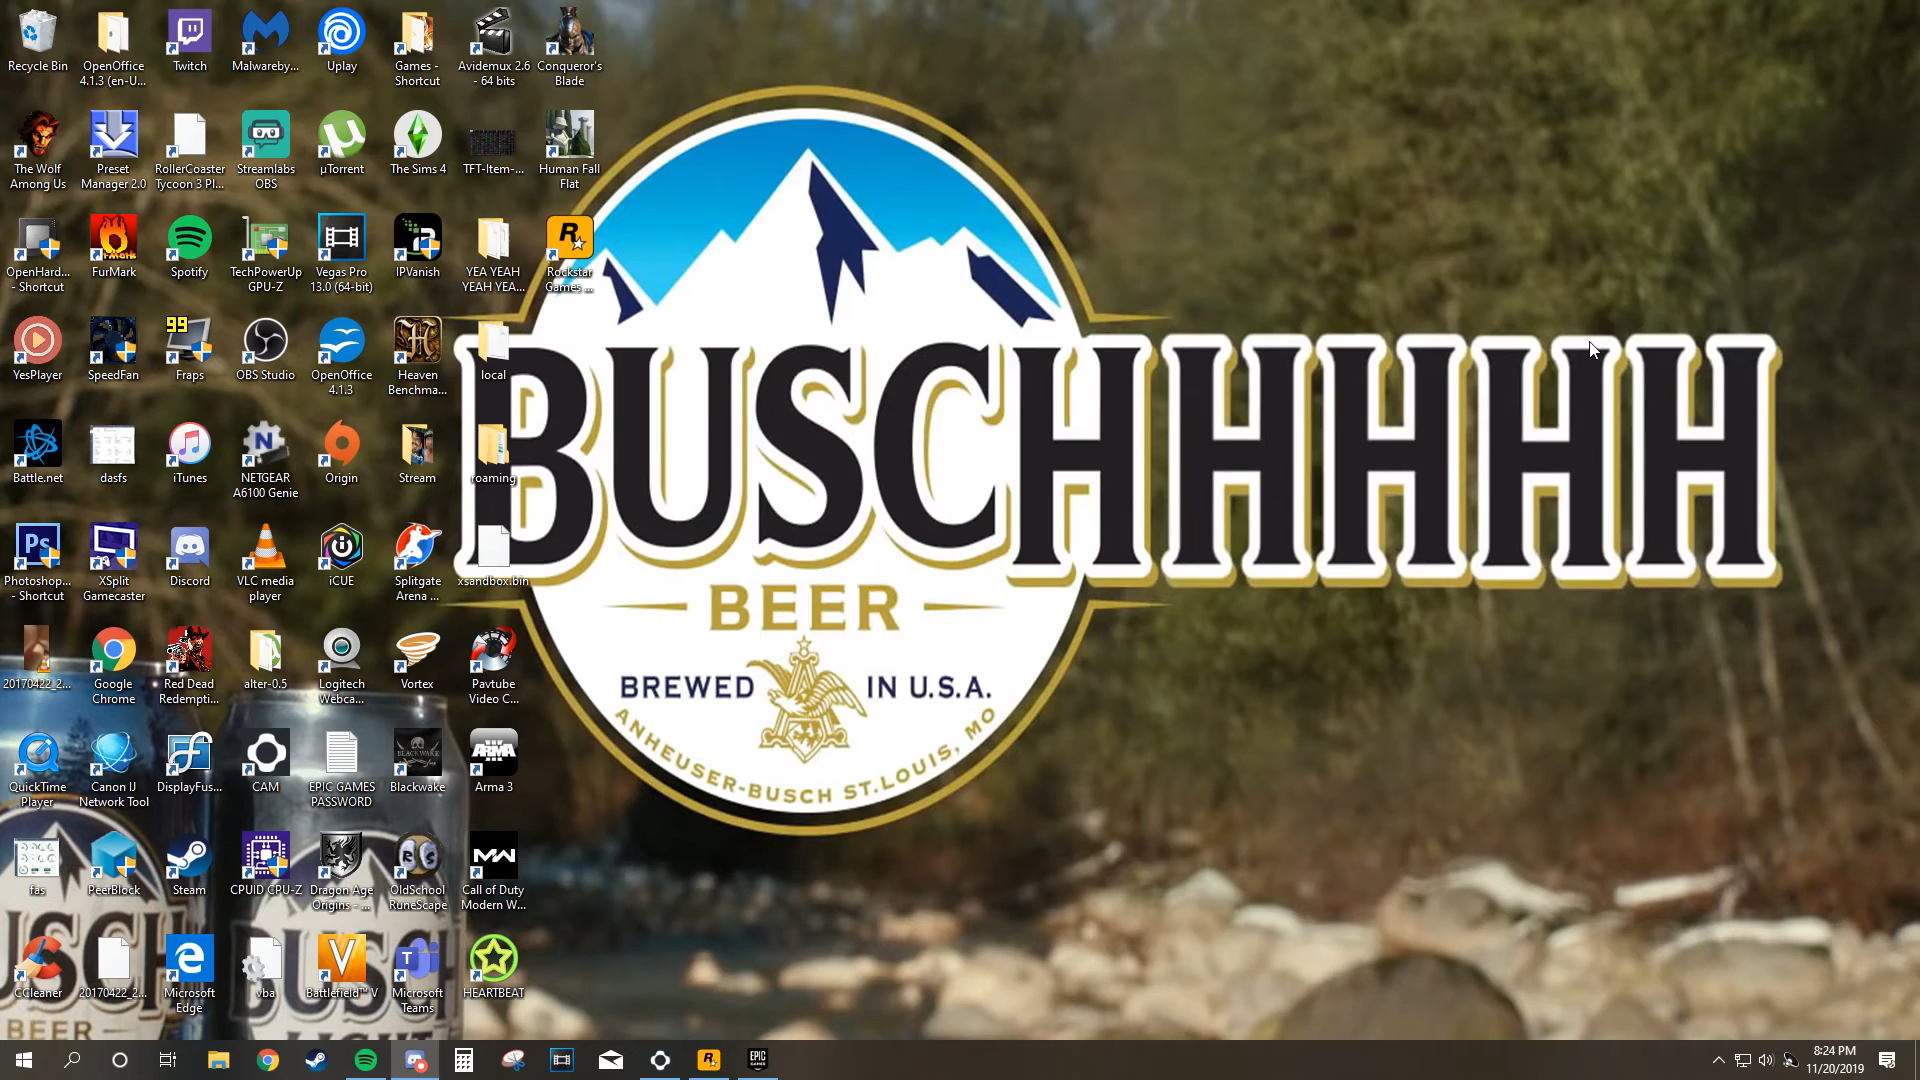 Recycle Bin
OpenOffice
4.1.3 (en-U...
Twitch
Malwareby...
Uplay
Games -
Shortcut
Avidemux 2.6
- 64 bits
Conqueror's
Blade
The Wolf
Among Us
Preset
Manager 2.0
RollerCoaster
Tycoon 3 Pl...
Streamlabs
OBS
µTorrent
The Sims 4
TFT-Item-...
Human Fall
Flat
OpenHard...
- Shortcut
FurMark
Spotify
TechPowerUp
GPU-Z
Vegas Pro
13.0 (64-bit)
IPVanish
YEA YEAH
YEAH YEA...
Rockstar
Games ...
YesPlayer
SpeedFan
99
Fraps
OBS Studio
OpenOffice
4.1.3
Heaven
Benchma...
local
Battle.net
dasfs
iTunes
NETGEAR
A6100 Genie
Origin
Stream
roaming
Photoshop...
- Shortcut
XSplit
Gamecaster
Discord
VLC media
player
iCUE
Splitgate
Arena ...
xsandbox.bin
20170422_2...
Google
Chrome
Red Dead
Redempti...
alter-0.5
Logitech
Webca...
Vortex
Pavtube
Video C...
QuickTime
Player
Canon IJ
Network Tool
DisplayFus...
CAM
EPIC GAMES
PASSWORD
Blackwake
Arma 3
fas
PeerBlock
Steam
CPUID CPU-Z
Dragon Age
Origins - ...
OldSchool
RuneScape
Call of Duty
Modern W...
CCleaner
20170422_2...
Microsoft
Edge
vba
Battlefield™ V
Microsoft
Teams
HEARTBEAT
BUSCHHHHH
BEER
BREWED IN U.S.A.
ANHEUSER-BUSCH ST. LOUIS, MO
BUSCH
BEER
BUSCH
LIGHT
8:24 PM
11/20/2019